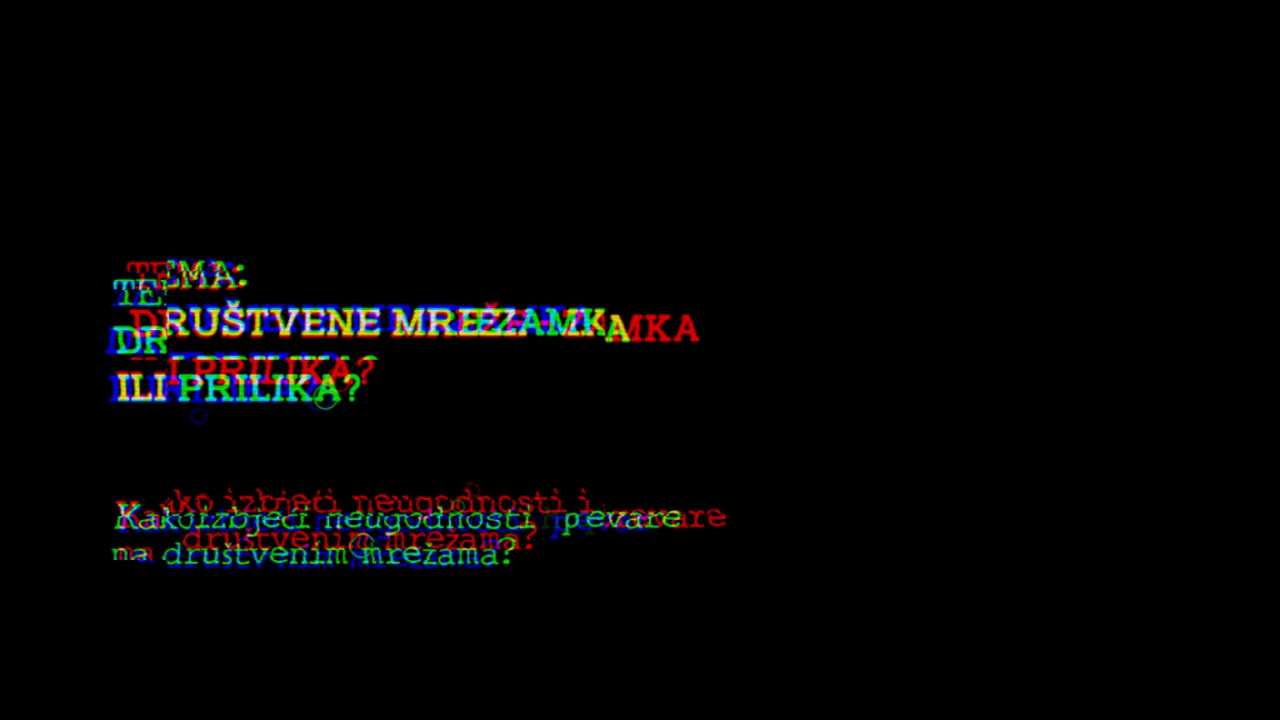 TEMA:
DRUŠTVENE MREŽE ZAMKA
ILI PRILIKA?
Kako izbjeći neugodnosti i prevare
na društvenim mrežama?